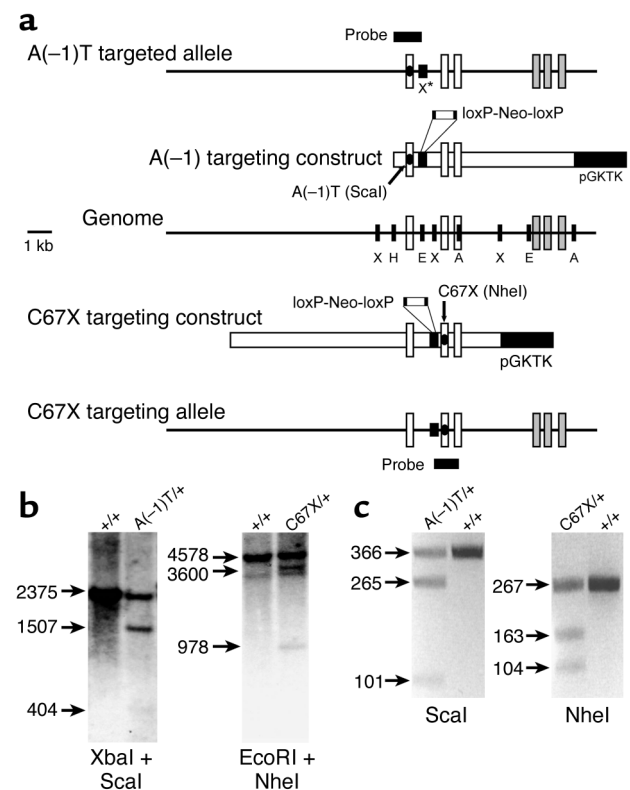 a
Probe
A(−1)T targeted allele
X*
loxP-Neo-loxP
A(−1) targeting construct
pGKTK
A(−1)T (ScaI)
Genome
1 kb
X H E X A X E A
C67X (NheI)
loxP-Neo-loxP
C67X targeting construct
pGKTK
C67X targeting allele
Probe
b
+/+ A(−1)T/+
2375
1507
404
XbaI +
ScaI
+/+ C67X/+
4578
3600
978
EcoRI +
NheI
c
A(−1)T/+ +/+
366
265
101
ScaI
C67X/+ +/+
267
163
104
NheI